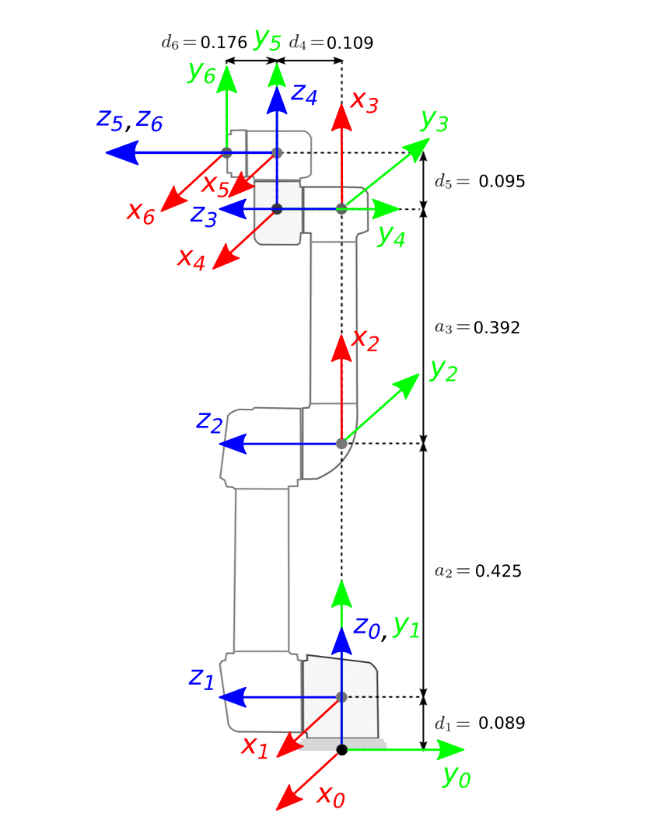 d₆ = 0.176 y₅ d₄ = 0.109
y₆
z₄
x₃
z₅, z₆
y₃
x₅
d₅ = 0.095
x₆
z₃
y₄
x₄
a₃ = 0.392
x₂
y₂
z₂
a₂ = 0.425
z₀, y₁
z₁
d₁ = 0.089
x₁
y₀
x₀